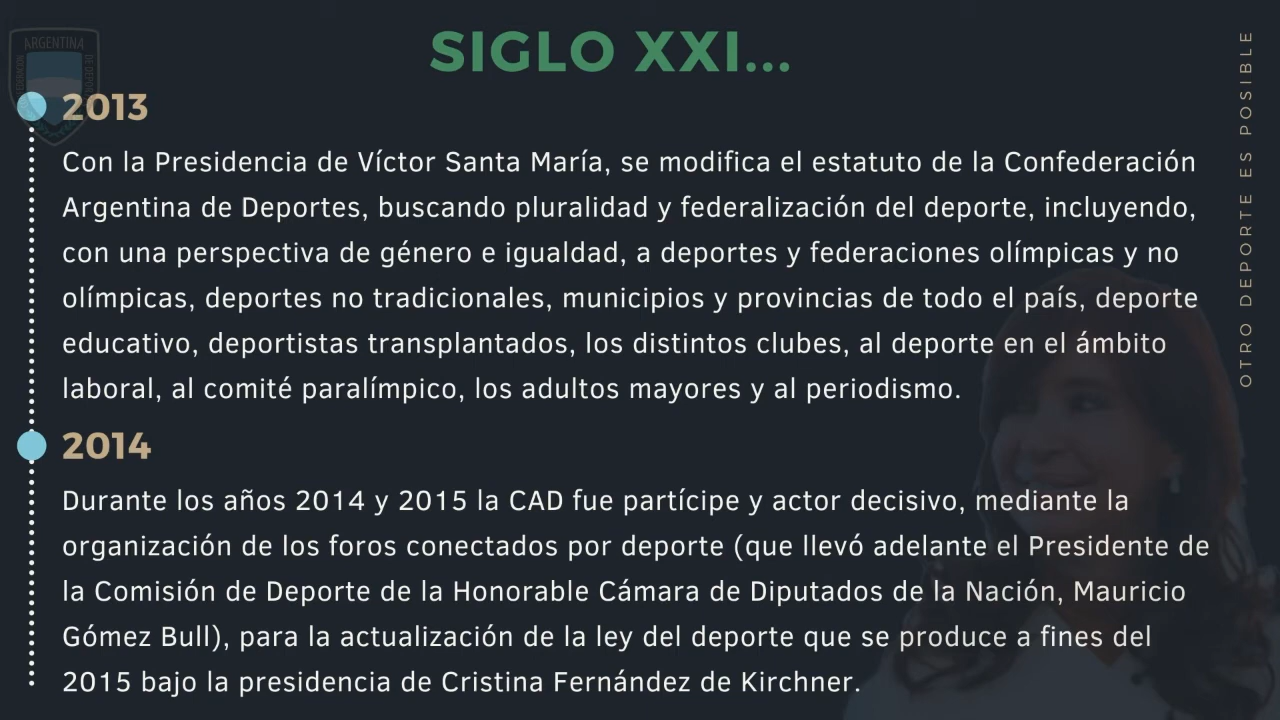 SIGLO XXI...
ARGENTINA
2013
Con la Presidencia de Víctor Santa María, se modifica el estatuto de la Confederación
Argentina de Deportes, buscando pluralidad y federalización del deporte, incluyendo,
con una perspectiva de género e igualdad, a deportes y federaciones olímpicas y no
olímpicas, deportes no tradicionales, municipios y provincias de todo el país, deporte
educativo, deportistas transplantados, los distintos clubes, al deporte en el ámbito
laboral, al comité paralímpico, los adultos mayores y al periodismo.
2014
Durante los años 2014 y 2015 la CAD fue partícipe y actor decisivo, mediante la
organización de los foros conectados por deporte (que llevó adelante el Presidente de
la Comisión de Deporte de la Honorable Cámara de Diputados de la Nación, Mauricio
Gómez Bull), para la actualización de la ley del deporte que se produce a fines del
2015 bajo la presidencia de Cristina Fernández de Kirchner.
OTRO DEPORTE ES POSIBLE